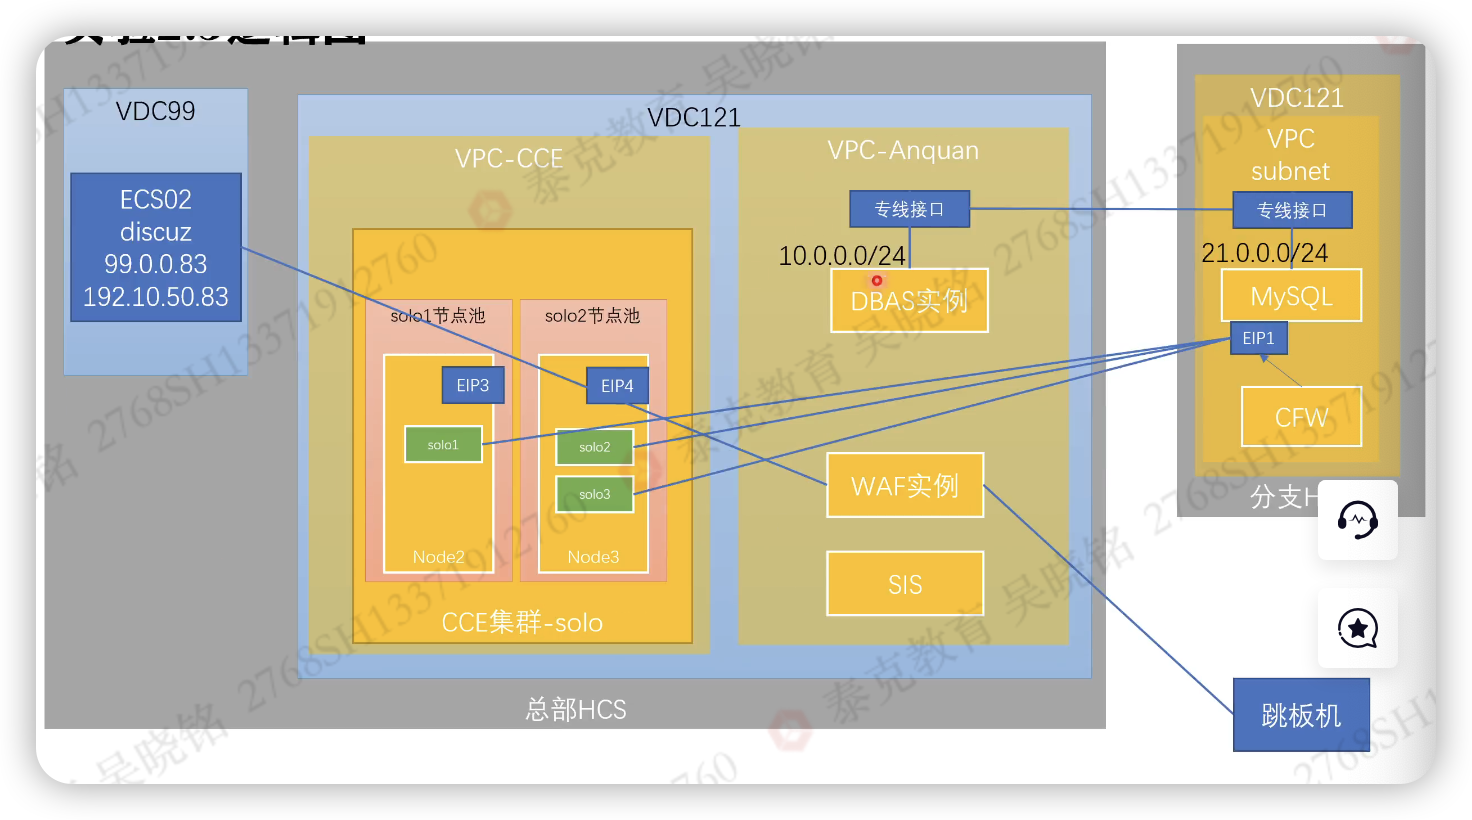 VDC99
ECS02
discuz
99.0.0.83
192.10.50.83
VDC121
VPC-CCE
solo1节点池
solo2节点池
EIP3
EIP4
solo1
solo2
solo3
Node2
Node3
CCE集群-solo
VPC-Anquan
专线接口
10.0.0.0/24
DBAS实例
WAF实例
SIS
总部HCS
VDC121
VPC
subnet
专线接口
21.0.0.0/24
MySQL
EIP1
CFW
分支H
跳板机
泰克教育 吴晓铭 2768SH13371912760